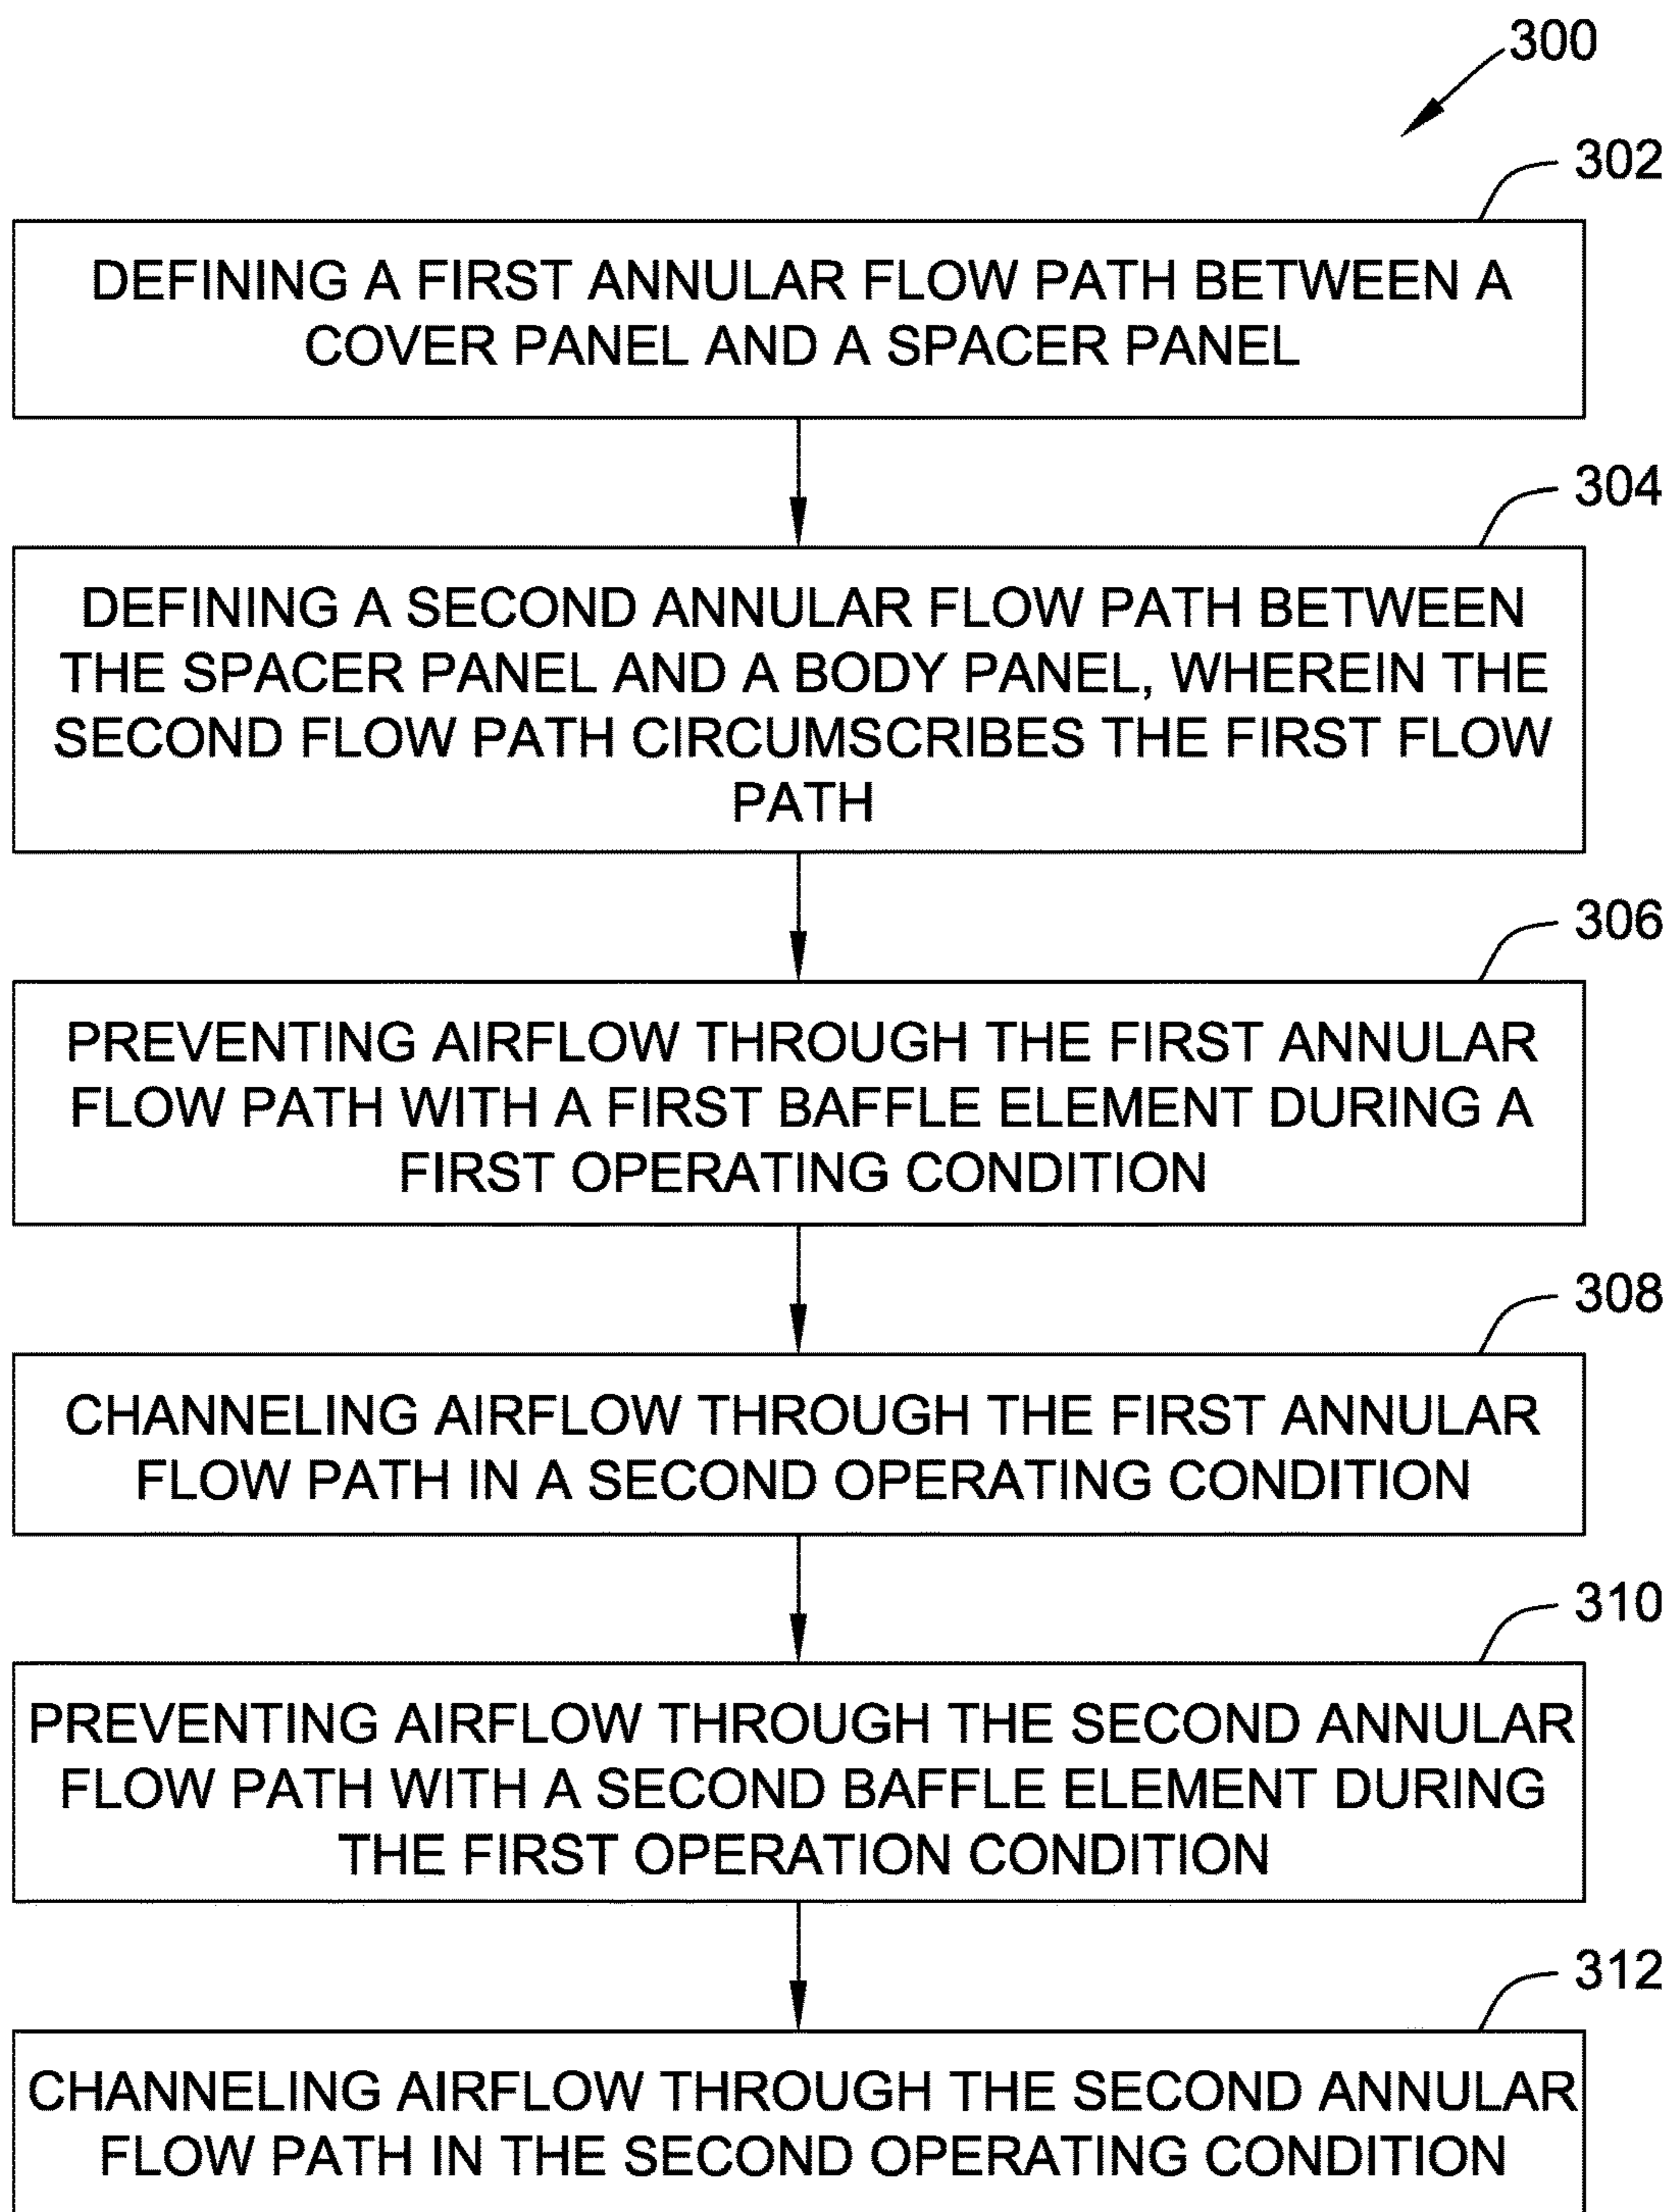 300
302
DEFINING A FIRST ANNULAR FLOW PATH BETWEEN A
COVER PANEL AND A SPACER PANEL
304
DEFINING A SECOND ANNULAR FLOW PATH BETWEEN
THE SPACER PANEL AND A BODY PANEL, WHEREIN THE
SECOND FLOW PATH CIRCUMSCRIBES THE FIRST FLOW
PATH
306
PREVENTING AIRFLOW THROUGH THE FIRST ANNULAR
FLOW PATH WITH A FIRST BAFFLE ELEMENT DURING A
FIRST OPERATING CONDITION
308
CHANNELING AIRFLOW THROUGH THE FIRST ANNULAR
FLOW PATH IN A SECOND OPERATING CONDITION
310
PREVENTING AIRFLOW THROUGH THE SECOND ANNULAR
FLOW PATH WITH A SECOND BAFFLE ELEMENT DURING
THE FIRST OPERATION CONDITION
312
CHANNELING AIRFLOW THROUGH THE SECOND ANNULAR
FLOW PATH IN THE SECOND OPERATING CONDITION